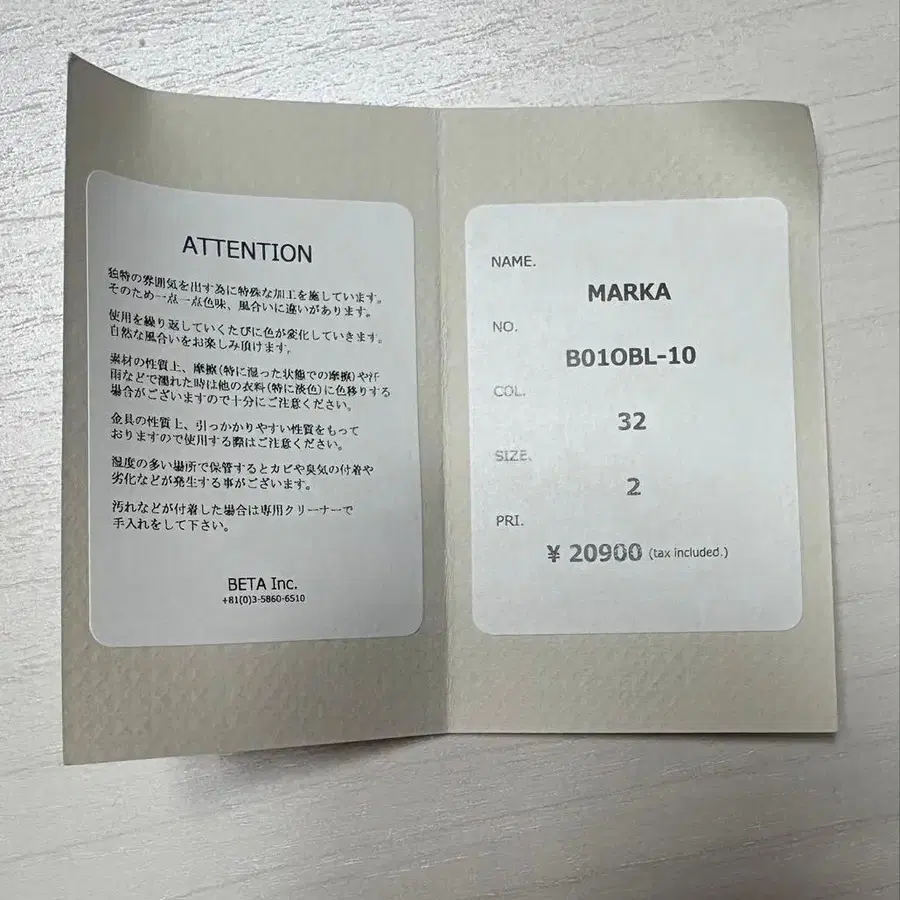 ATTENTION
独特の雰囲気を出す為に特殊な加工を施しています。
そのため一点一点色味、風合いに違いがあります。
使用を繰り返していくたびに色が変化していきます。
自然な風合いをお楽しみ頂けます。
素材の性質上、摩擦(特に湿った状態での摩擦)や汗
雨などで濡れた時は他の衣料(特に淡色)に色移りする
場合がございますので十分にご注意ください。
金具の性質上、引っかかりやすい性質をもって
おりますので使用する際はご注意ください。
湿度の多い場所で保管するとカビや臭気の付着や
劣化などが発生する事がございます。
汚れなどが付着した場合は専用クリーナーで
手入れをして下さい。
BETA Inc.
+81(0)3-5860-6510
NAME.
MARKA
NO.
B01OBL-10
COL.
32
SIZE.
2
PRI.
¥ 20900 (tax included.)